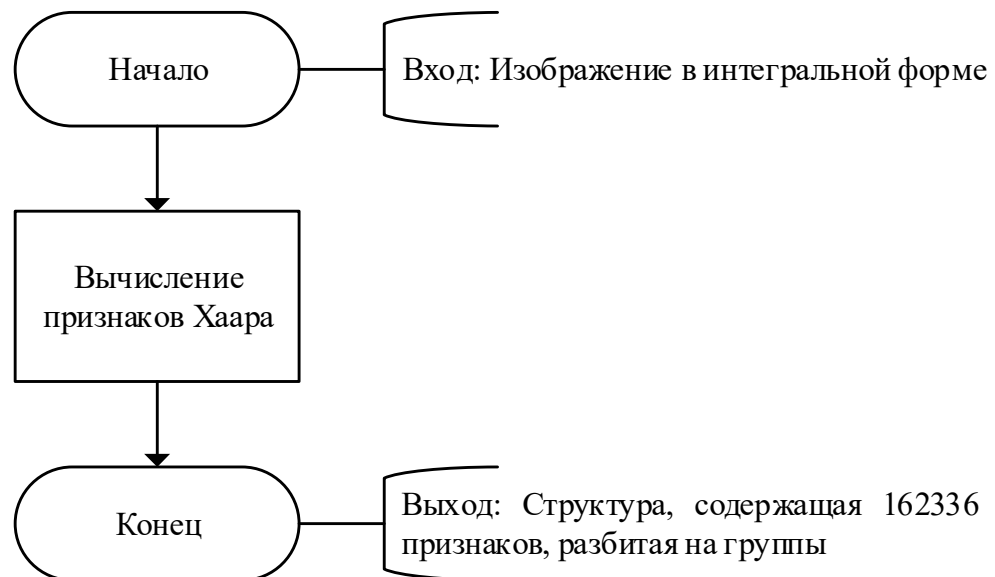 Начало
Вход: Изображение в интегральной форме
Вычисление
признаков Хаара
Конец
Выход: Структура, содержащая 162336
признаков, разбитая на группы